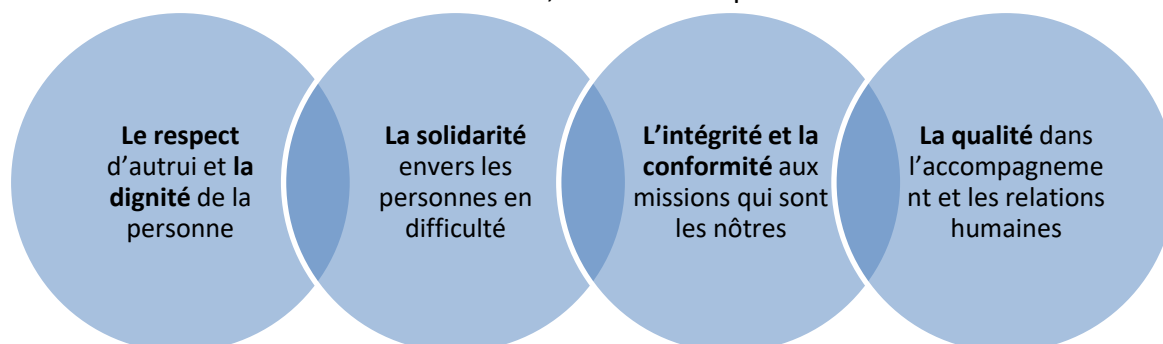 Le respect
d'autrui et la
dignité de la
personne
La solidarité
envers les
personnes en
difficulté
L'intégrité et la
conformité aux
missions qui sont
les nôtres
La qualité dans
l'accompagneme
nt et les relations
humaines